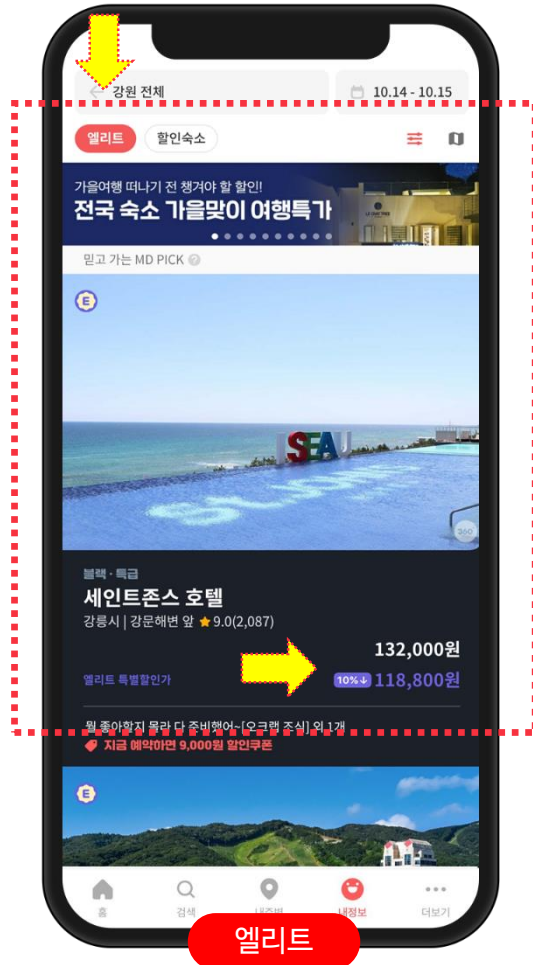 강원 전체
10.14 - 10.15
엘리트
할인숙소
가을여행 떠나기 전 챙겨야 할 할인!
전국 숙소 가을맞이 여행특가
믿고 가는 MD PICK ?
E
SEA
360
블랙·특급
세인트존스 호텔
강릉시 | 강문해변 앞 ★ 9.0(2,087)
132,000원
엘리트 특별할인가
10%↓ 118,800원
뭘 좋아할지 몰라 다 준비했어~[오크랩 조식] 외 1개
지금 예약하면 9,000원 할인쿠폰
E
홈
검색
내주변
내정보
더보기
엘리트